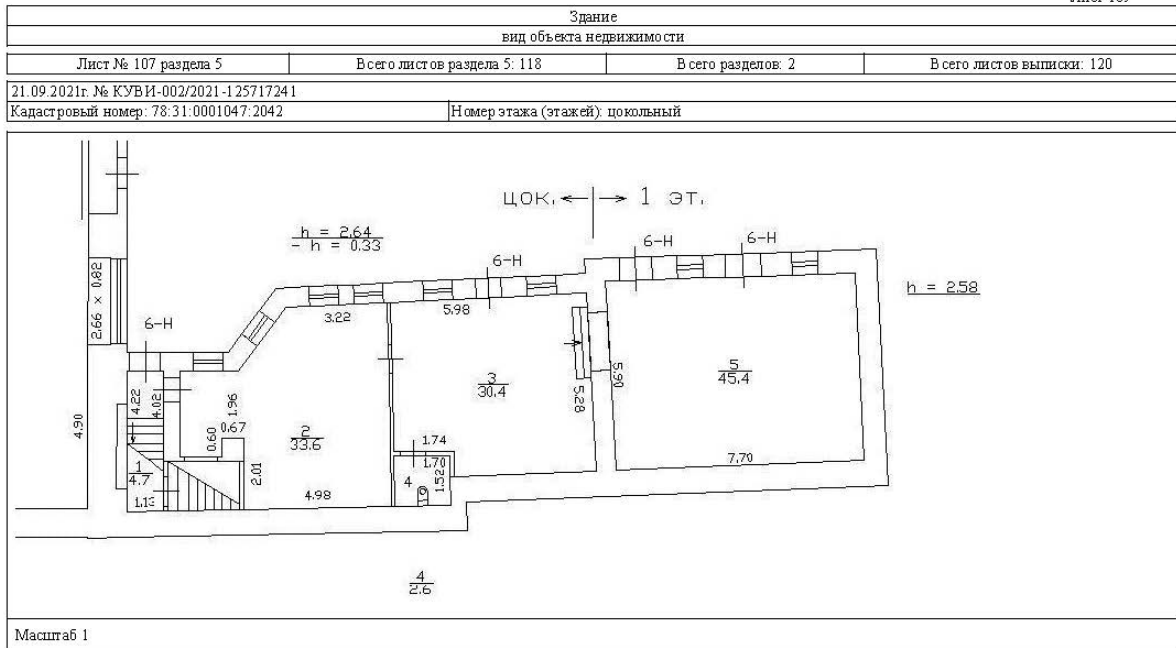 Здание
вид объекта недвижимости
Лист № 107 раздела 5
Всего листов раздела 5: 118
Всего разделов: 2
Всего листов выписки: 120
21.09.2021г. № КУВИ-002/2021-125717241
Кадастровый номер: 78:31:0001047:2042
Номер этажа (этажей): цокольный
ЦОК. ← → 1 ЭТ.
h = 2.64
- h = 0.33
6-Н
6-Н
6-Н
h = 2.58
2.66 × 0.82
6-Н
3.22
5.98
4.90
4.22
4.02
1.96
0.67
0.60
2
33.6
3
30.4
5.28
5.90
5
45.4
1
4.7
1.13
2.01
4.98
1.74
1.70
4
1.52
7.70
4
2.6
Масштаб 1